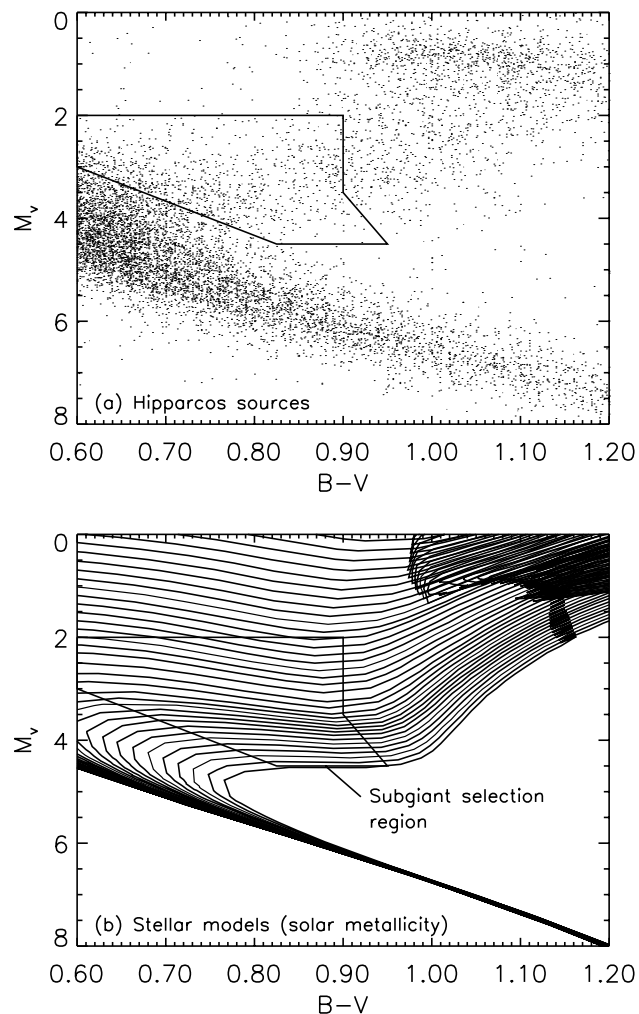 0
2
4
6
8
Mv
(a) Hipparcos sources
0.60 0.70 0.80 0.90 1.00 1.10 1.20
B−V
0
2
4
6
8
Mv
Subgiant selection
region
(b) Stellar models (solar metallicity)
0.60 0.70 0.80 0.90 1.00 1.10 1.20
B−V